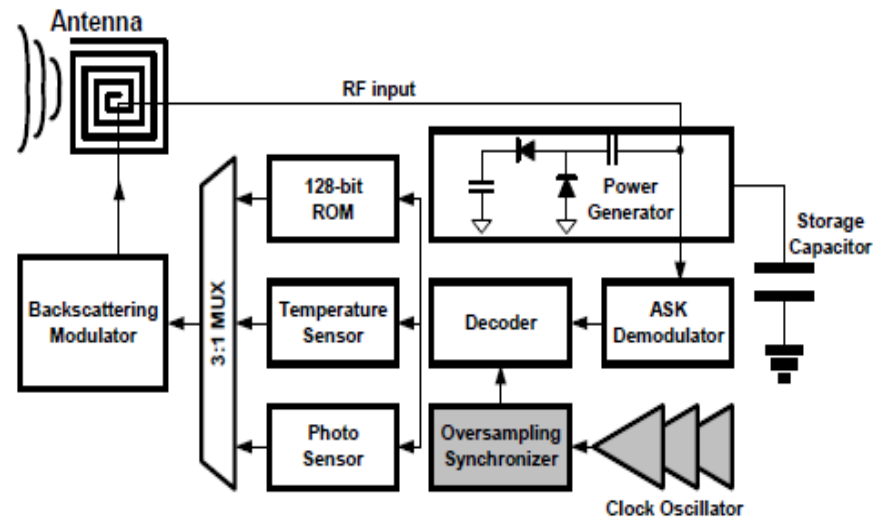 Antenna
RF input
128-bit
ROM
Power
Generator
Storage
Capacitor
Backscattering
Modulator
3:1 MUX
Temperature
Sensor
Decoder
ASK
Demodulator
Photo
Sensor
Oversampling
Synchronizer
Clock Oscillator